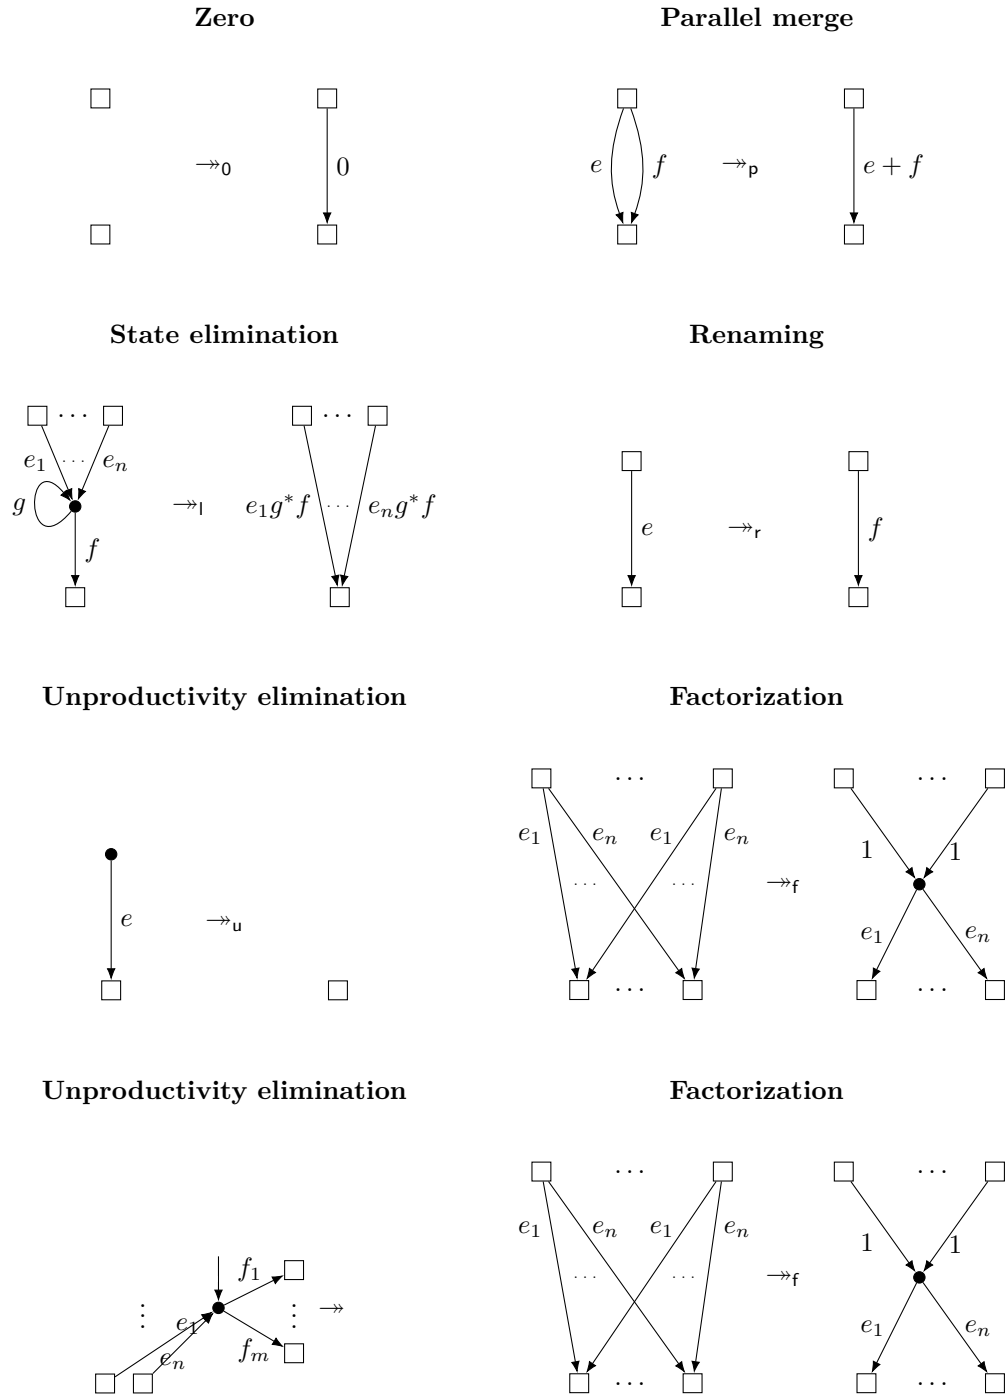 Zero Parallel merge
↠₀ 0 e f ↠ₚ e + f
State elimination Renaming
· · · · · ·
e₁ · · · eₙ
g ↠ₗ e₁g*f · · · eₙg*f e ↠ᵣ f
f
Unproductivity elimination Factorization
· · · · · ·
e₁ eₙ e₁ eₙ 1 1
e ↠ᵤ · · · · · · ↠f e₁ eₙ
· · · · · ·
Unproductivity elimination Factorization
· · · · · ·
e₁ eₙ e₁ eₙ 1 1
f₁ · · · · · · ↠f
⋮ e₁ ⋮ ↠ e₁ eₙ
eₙ fₘ
· · · · · ·